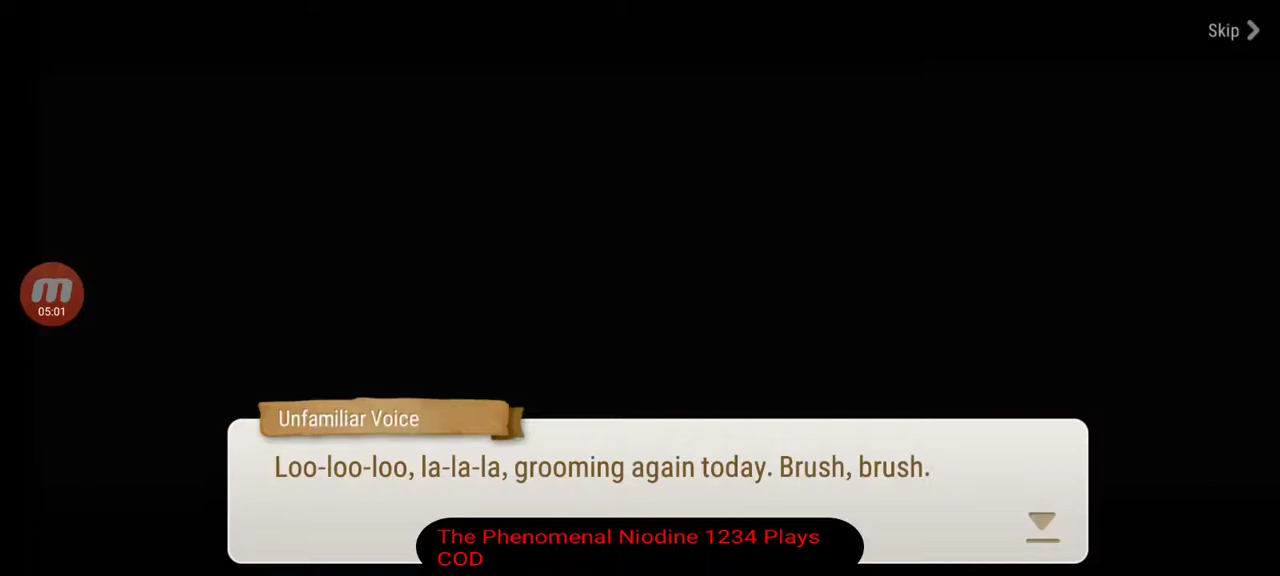 Skip
m
05:01
Unfamiliar Voice
Loo-loo-loo, la-la-la, grooming again today. Brush, brush.
The Phenomenal Niodine 1234 Plays
COD